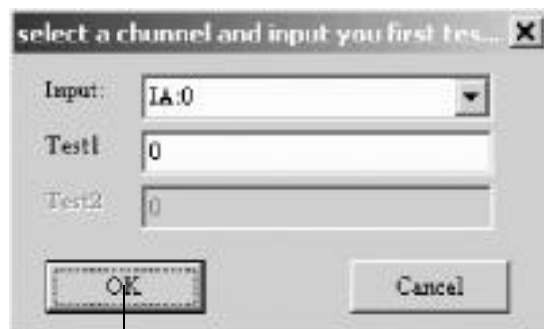 select a chunnel and input you first tes...
Input: IA:0
Test1 0
Test2 0
OK Cancel